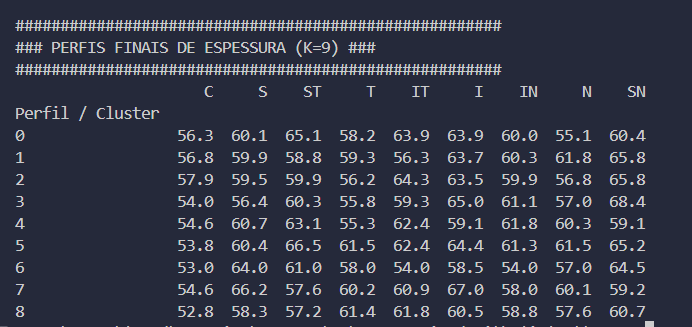 ######################################################
### PERFIS FINAIS DE ESPESSURA (K=9) ###
######################################################
C S ST T IT I IN N SN
Perfil / Cluster
0 56.3 60.1 65.1 58.2 63.9 63.9 60.0 55.1 60.4
1 56.8 59.9 58.8 59.3 56.3 63.7 60.3 61.8 65.8
2 57.9 59.5 59.9 56.2 64.3 63.5 59.9 56.8 65.8
3 54.0 56.4 60.3 55.8 59.3 65.0 61.1 57.0 68.4
4 54.6 60.7 63.1 55.3 62.4 59.1 61.8 60.3 59.1
5 53.8 60.4 66.5 61.5 62.4 64.4 61.3 61.5 65.2
6 53.0 64.0 61.0 58.0 54.0 58.5 54.0 57.0 64.5
7 54.6 66.2 57.6 60.2 60.9 67.0 58.0 60.1 59.2
8 52.8 58.3 57.2 61.4 61.8 60.5 58.8 57.6 60.7